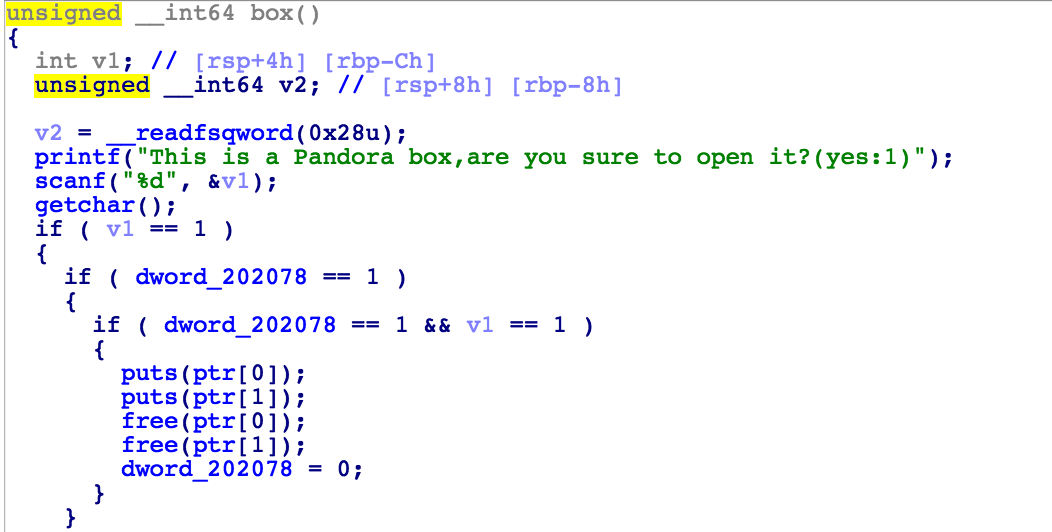 unsigned __int64 box()
{
  int v1; // [rsp+4h] [rbp-Ch]
  unsigned __int64 v2; // [rsp+8h] [rbp-8h]

  v2 = __readfsqword(0x28u);
  printf("This is a Pandora box,are you sure to open it?(yes:1)");
  scanf("%d", &v1);
  getchar();
  if ( v1 == 1 )
  {
    if ( dword_202078 == 1 )
    {
      if ( dword_202078 == 1 && v1 == 1 )
      {
        puts(ptr[0]);
        puts(ptr[1]);
        free(ptr[0]);
        free(ptr[1]);
        dword_202078 = 0;
      }
    }